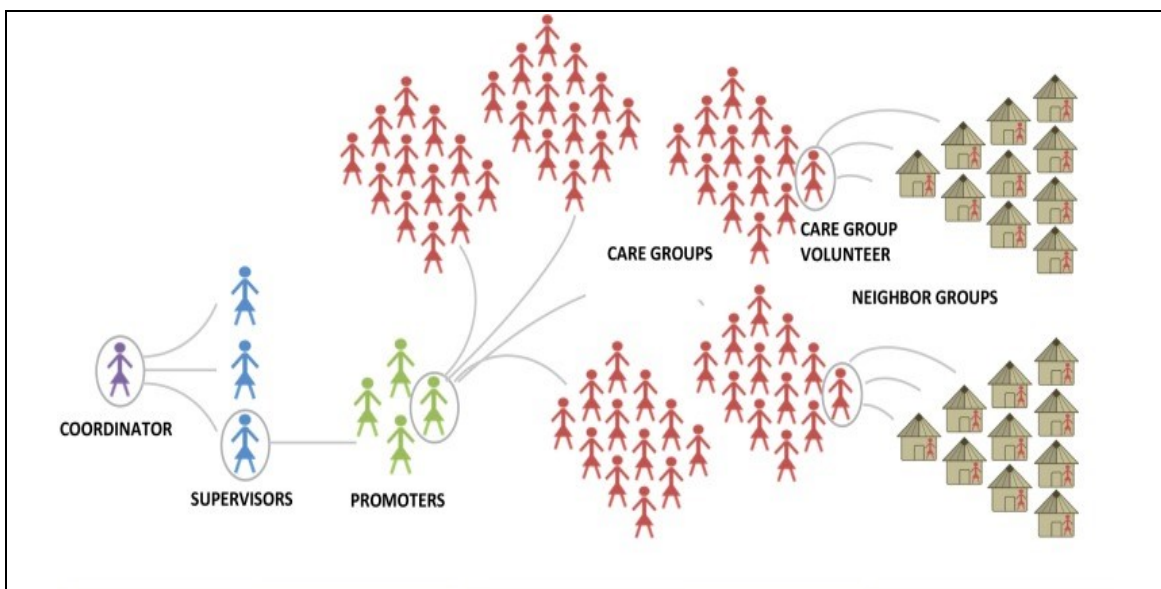 CARE GROUPS
CARE GROUP
VOLUNTEER
NEIGHBOR GROUPS
COORDINATOR
SUPERVISORS
PROMOTERS